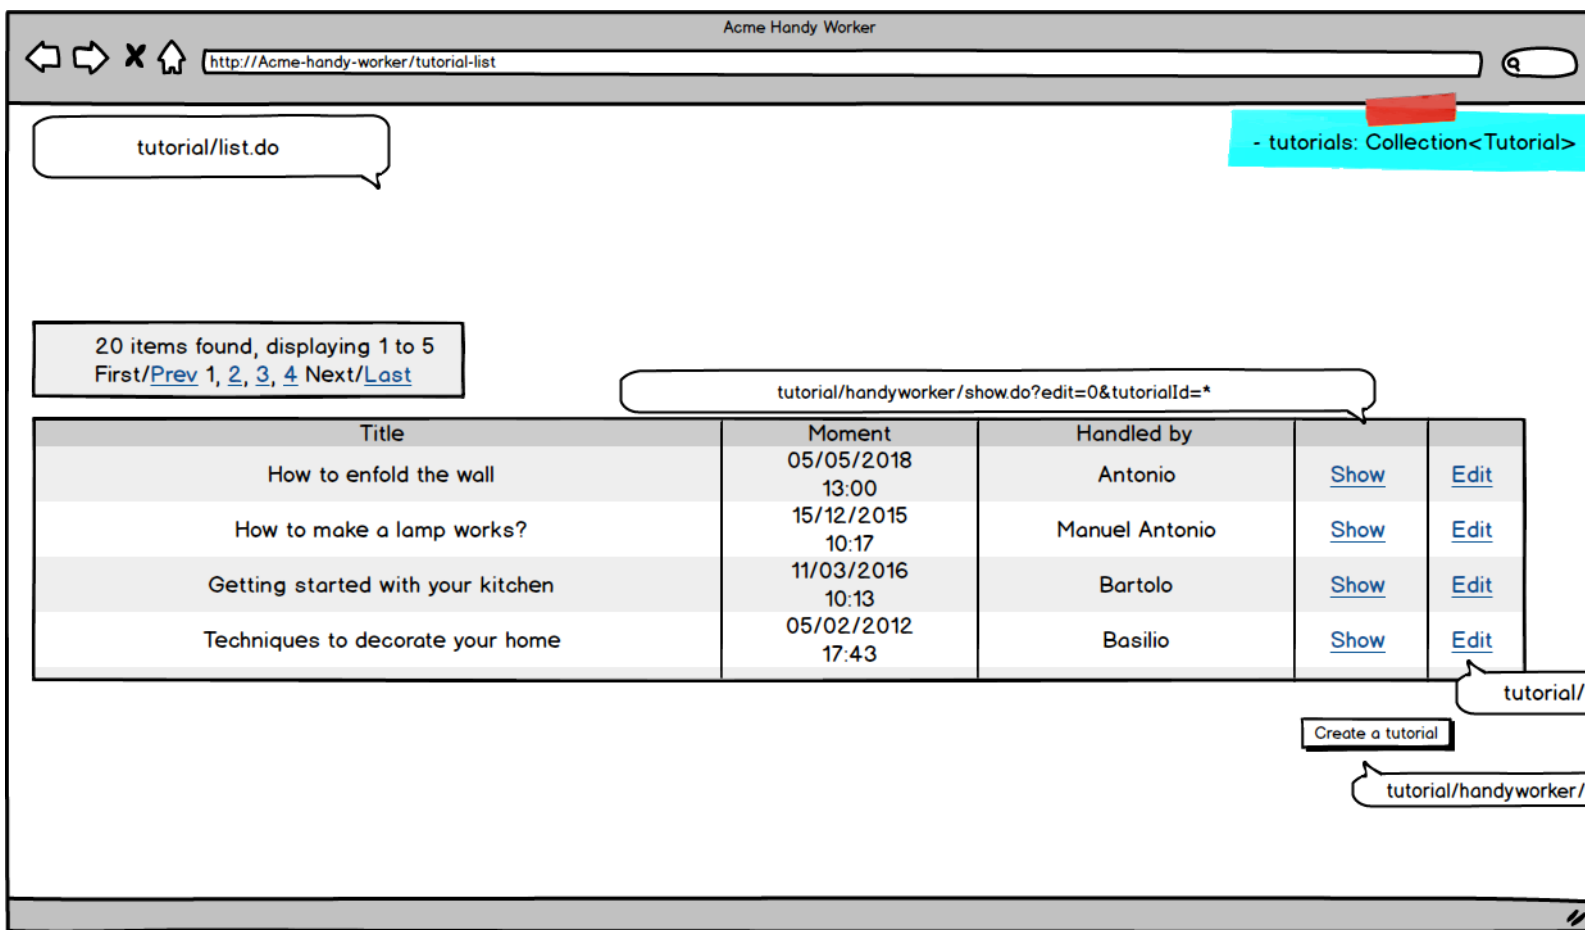 Acme Handy Worker
http://Acme-handy-worker/tutorial-list
tutorial/list.do
- tutorials: Collection<Tutorial>
20 items found, displaying 1 to 5
First/Prev 1, 2, 3, 4 Next/Last
tutorial/handyworker/show.do?edit=0&tutorialId=*
Title Moment Handled by
How to enfold the wall 05/05/2018 13:00 Antonio Show Edit
How to make a lamp works? 15/12/2015 10:17 Manuel Antonio Show Edit
Getting started with your kitchen 11/03/2016 10:13 Bartolo Show Edit
Techniques to decorate your home 05/02/2012 17:43 Basilio Show Edit
tutorial/
Create a tutorial
tutorial/handyworker/